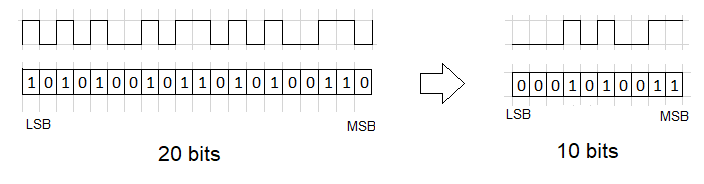 1 0 1 0 1 0 0 1 0 1 1 0 1 0 1 0 0 1 1 0
LSB MSB
20 bits
0 0 0 1 0 1 0 0 1 1
LSB MSB
10 bits